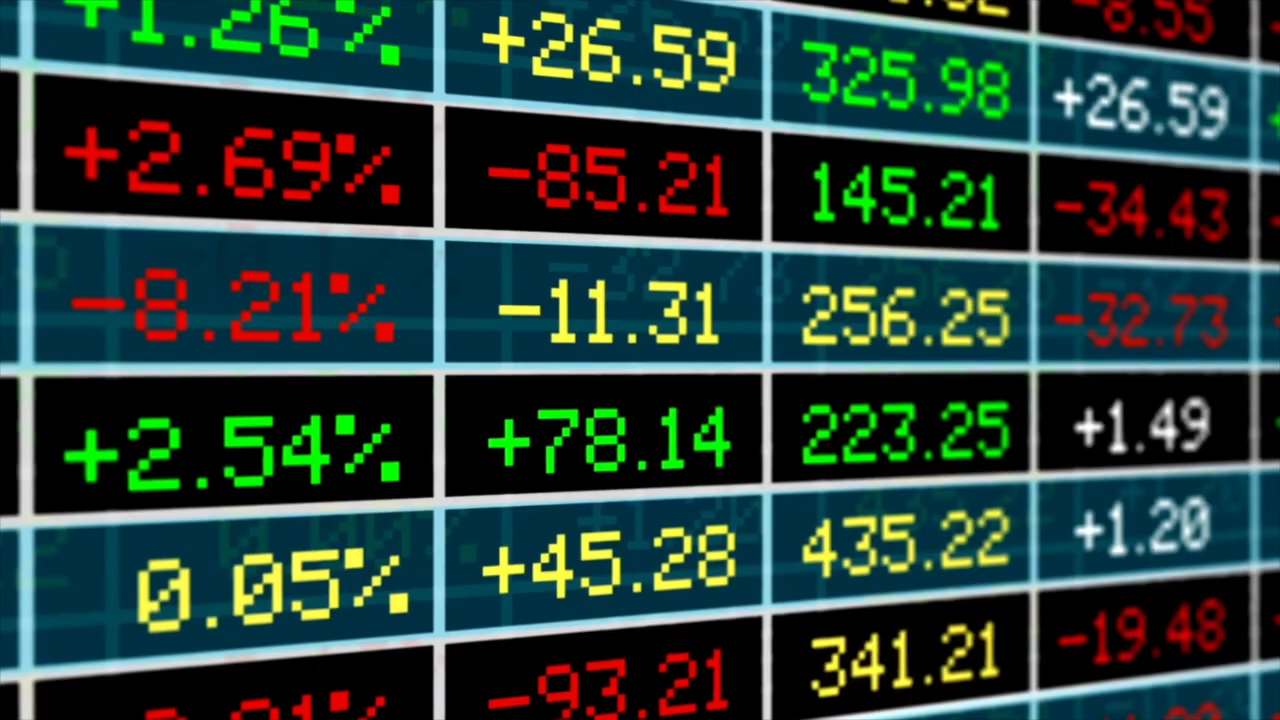 -8.55
+1.26% +26.59 325.98 +26.59
+2.69% -85.21 145.21 -34.43
-8.21% -11.31 256.25 -32.73
+2.54% +78.14 223.25 +1.49
0.05% +45.28 435.22 +1.20
-93.21 341.21 -19.48